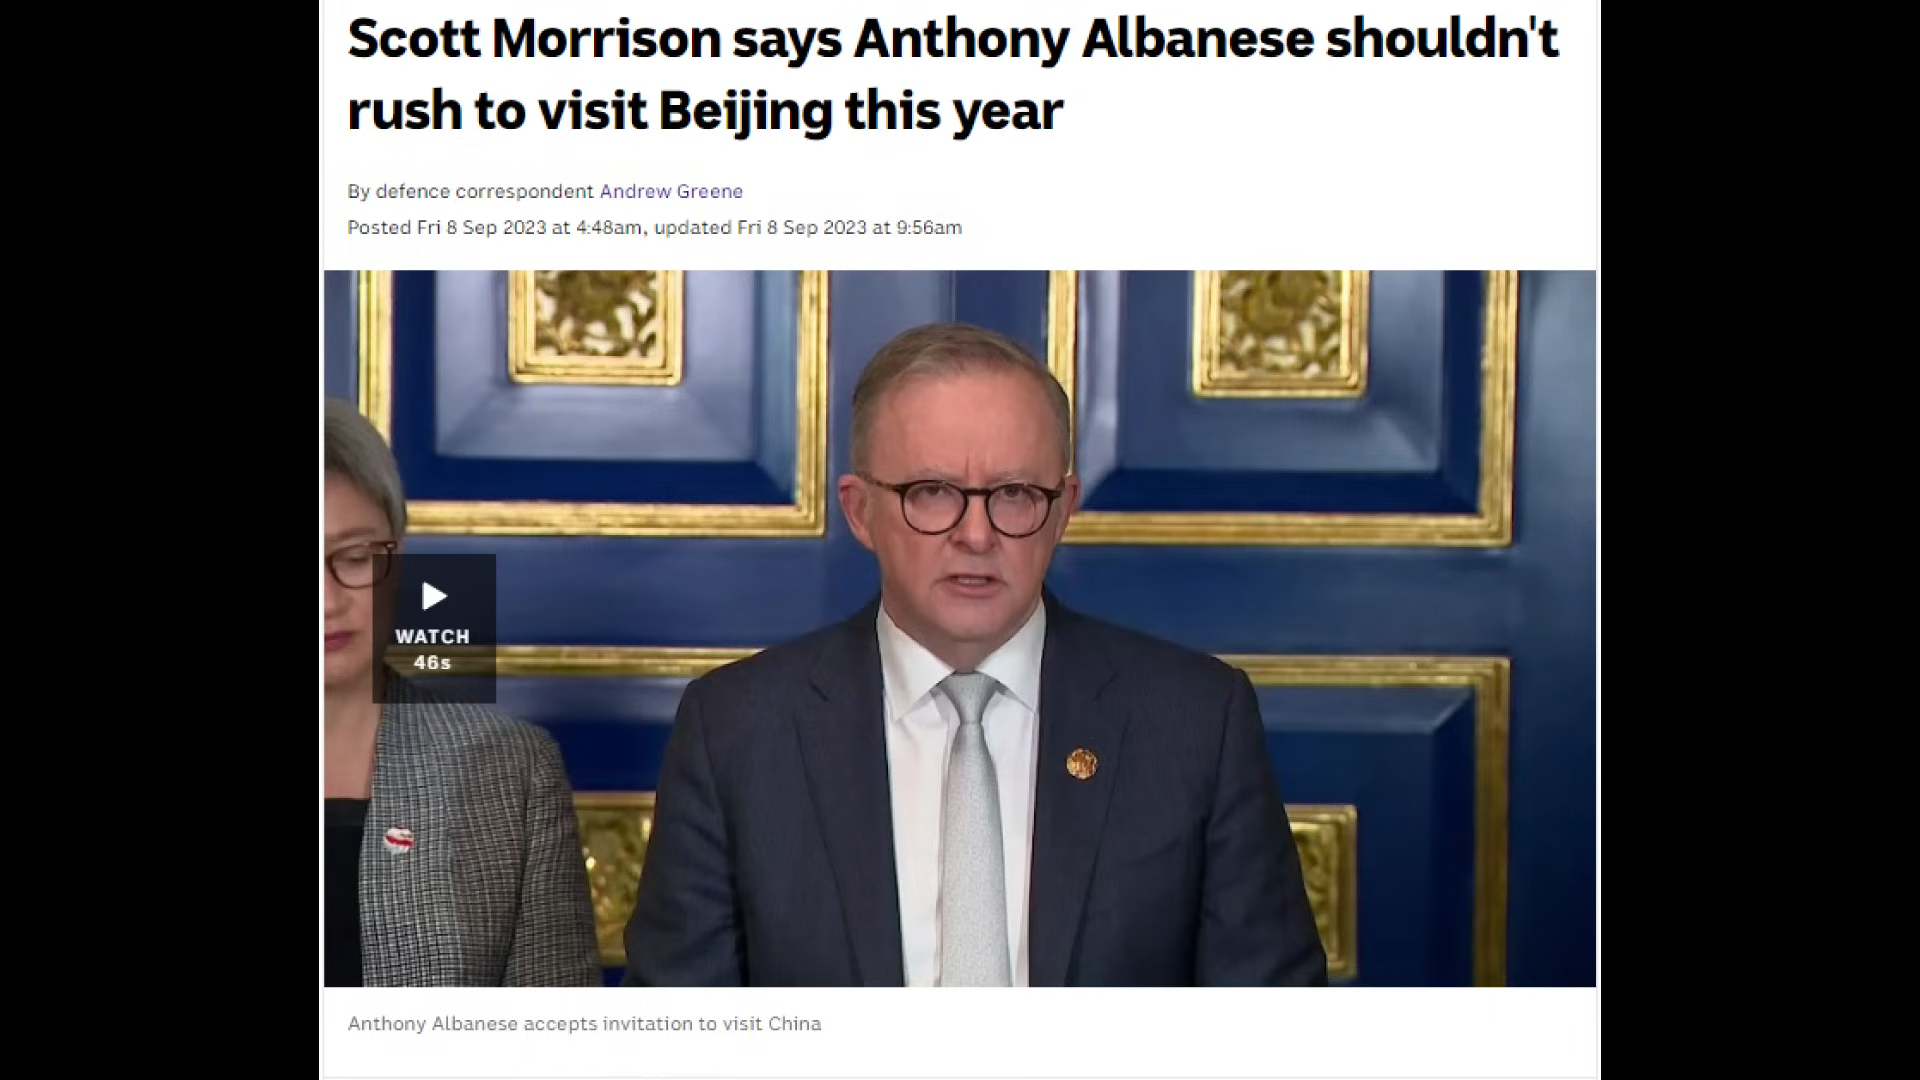 Scott Morrison says Anthony Albanese shouldn't
rush to visit Beijing this year
By defence correspondent Andrew Greene
Posted Fri 8 Sep 2023 at 4:48am, updated Fri 8 Sep 2023 at 9:56am
WATCH
46s
Anthony Albanese accepts invitation to visit China